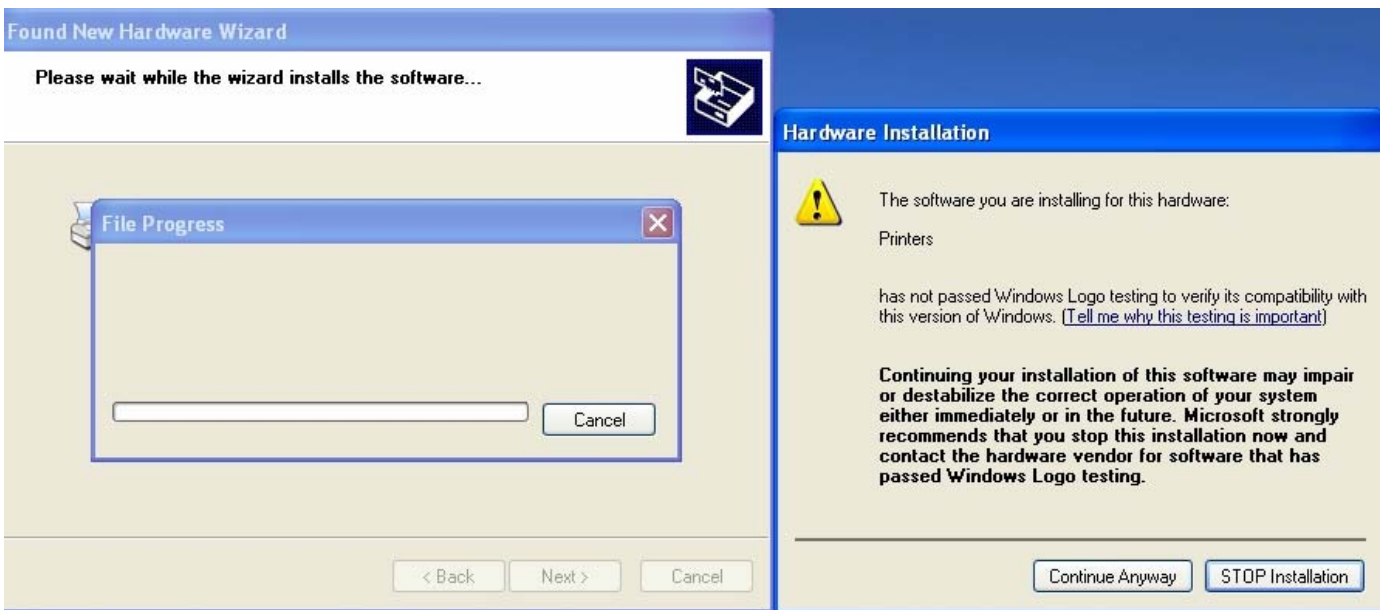 Found New Hardware Wizard
Please wait while the wizard installs the software...
File Progress
Cancel
< Back
Next >
Cancel
Hardware Installation
The software you are installing for this hardware:
Printers
has not passed Windows Logo testing to verify its compatibility with
this version of Windows. (Tell me why this testing is important)
Continuing your installation of this software may impair
or destabilize the correct operation of your system
either immediately or in the future. Microsoft strongly
recommends that you stop this installation now and
contact the hardware vendor for software that has
passed Windows Logo testing.
Continue Anyway
STOP Installation